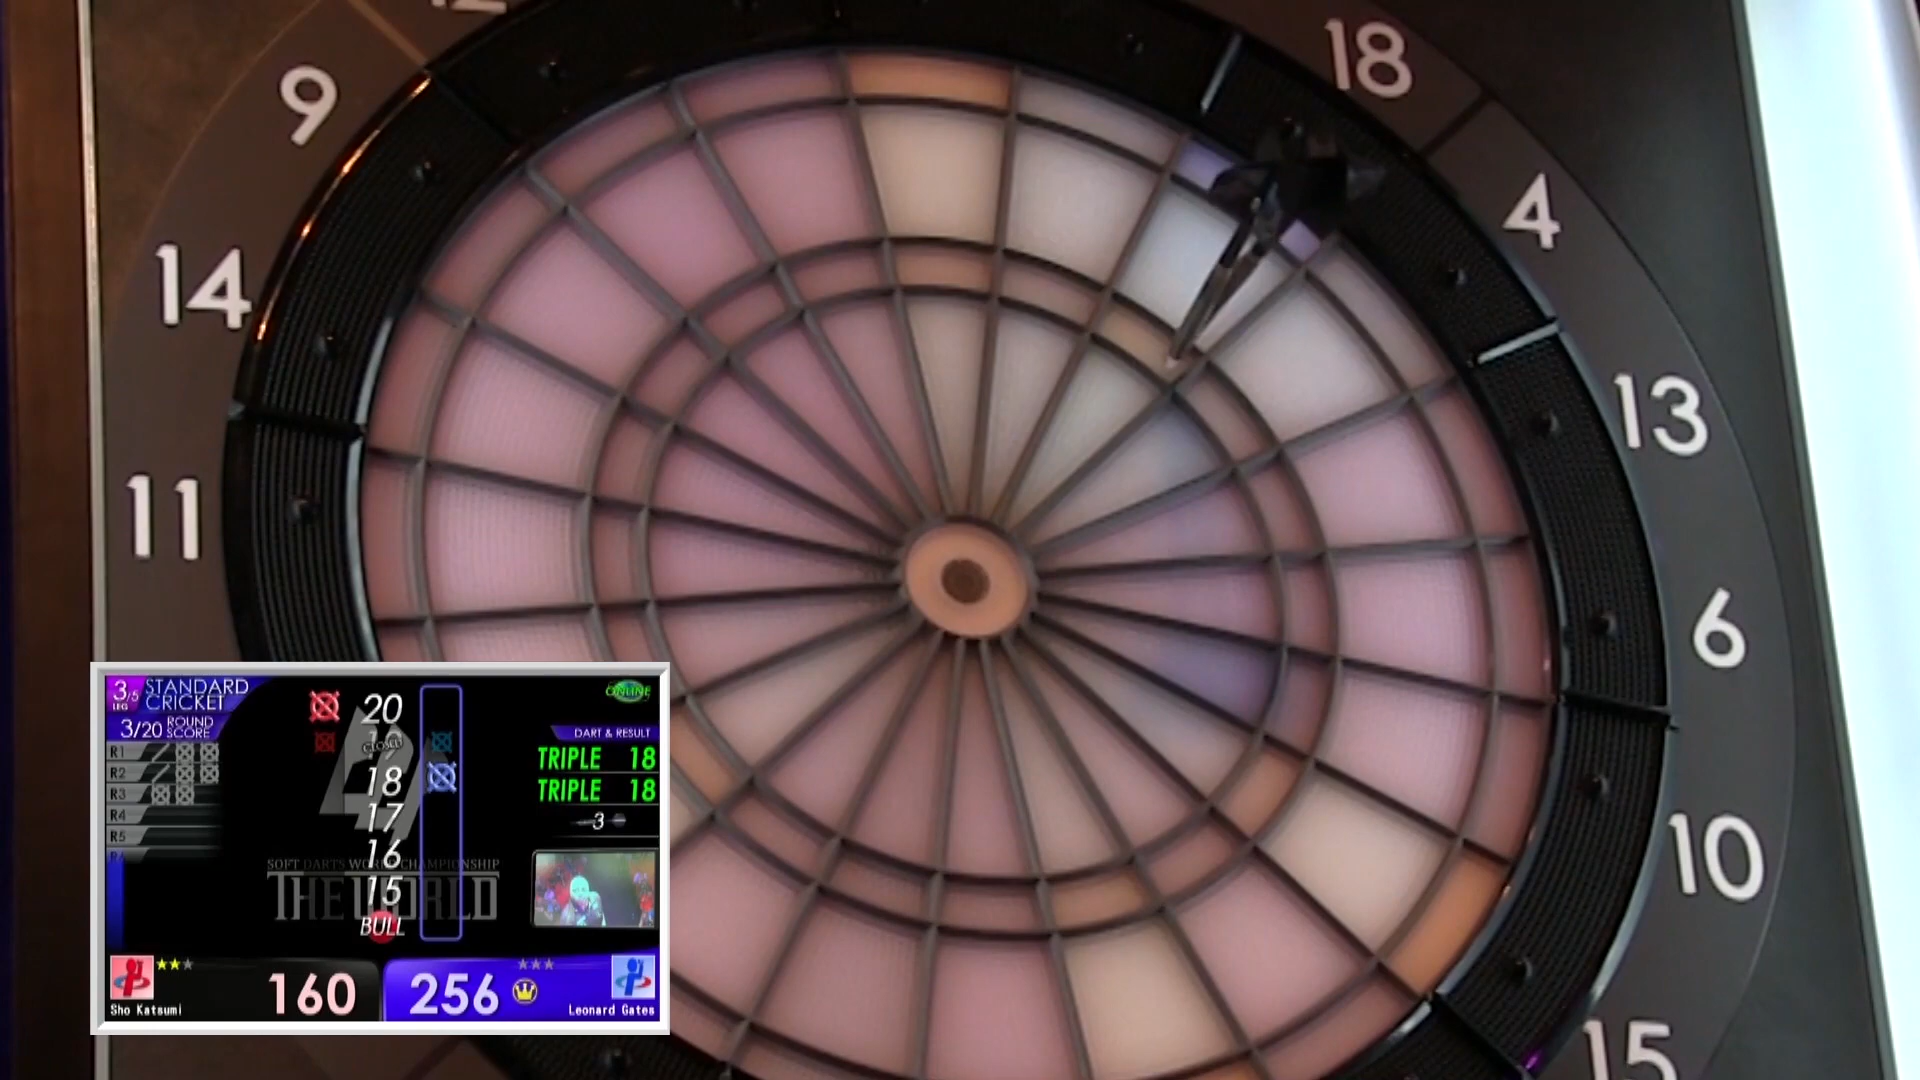 12
18
9
4
14
13
11
6
10
15
3/5
LEG
STANDARD
CRICKET
3/20 ROUND
SCORE
R1
R2
R3
R4
R5
20
CLOSED
18
17
16
15
BULL
SOFT DARTS WORLD CHAMPIONSHIP
THE WORLD
ONLINE
DART & RESULT
TRIPLE 18
TRIPLE 18
3
Sho Katsumi
160
256
Leonard Gates